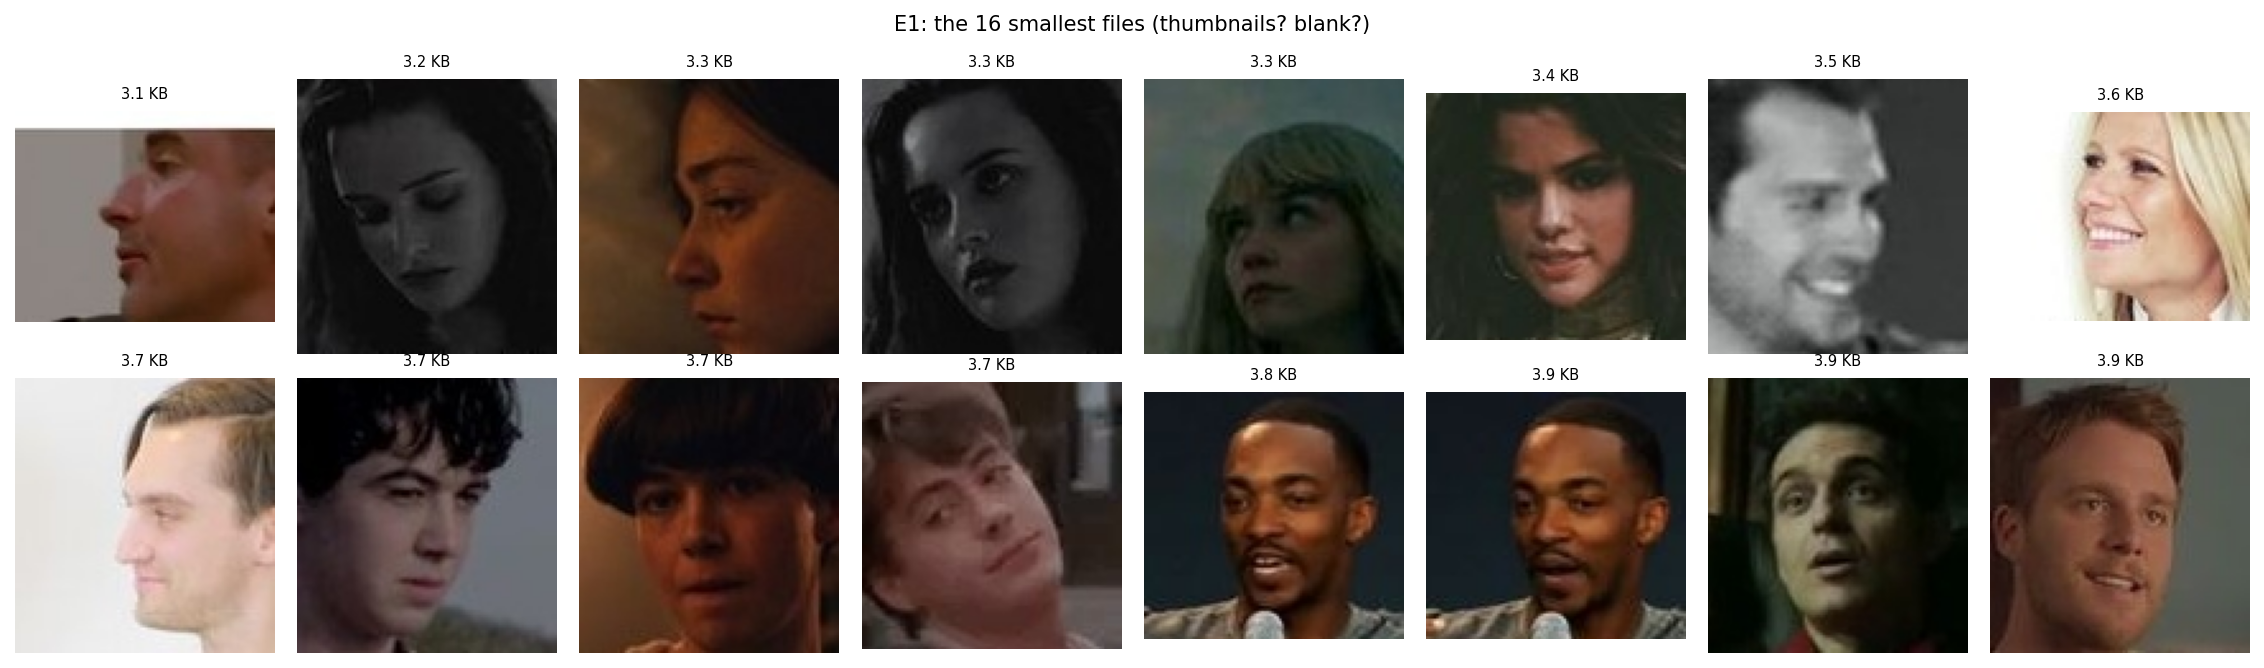 E1: the 16 smallest files (thumbnails? blank?)
3.1 KB
3.2 KB
3.3 KB
3.3 KB
3.3 KB
3.4 KB
3.5 KB
3.6 KB
3.7 KB
3.7 KB
3.7 KB
3.7 KB
3.8 KB
3.9 KB
3.9 KB
3.9 KB